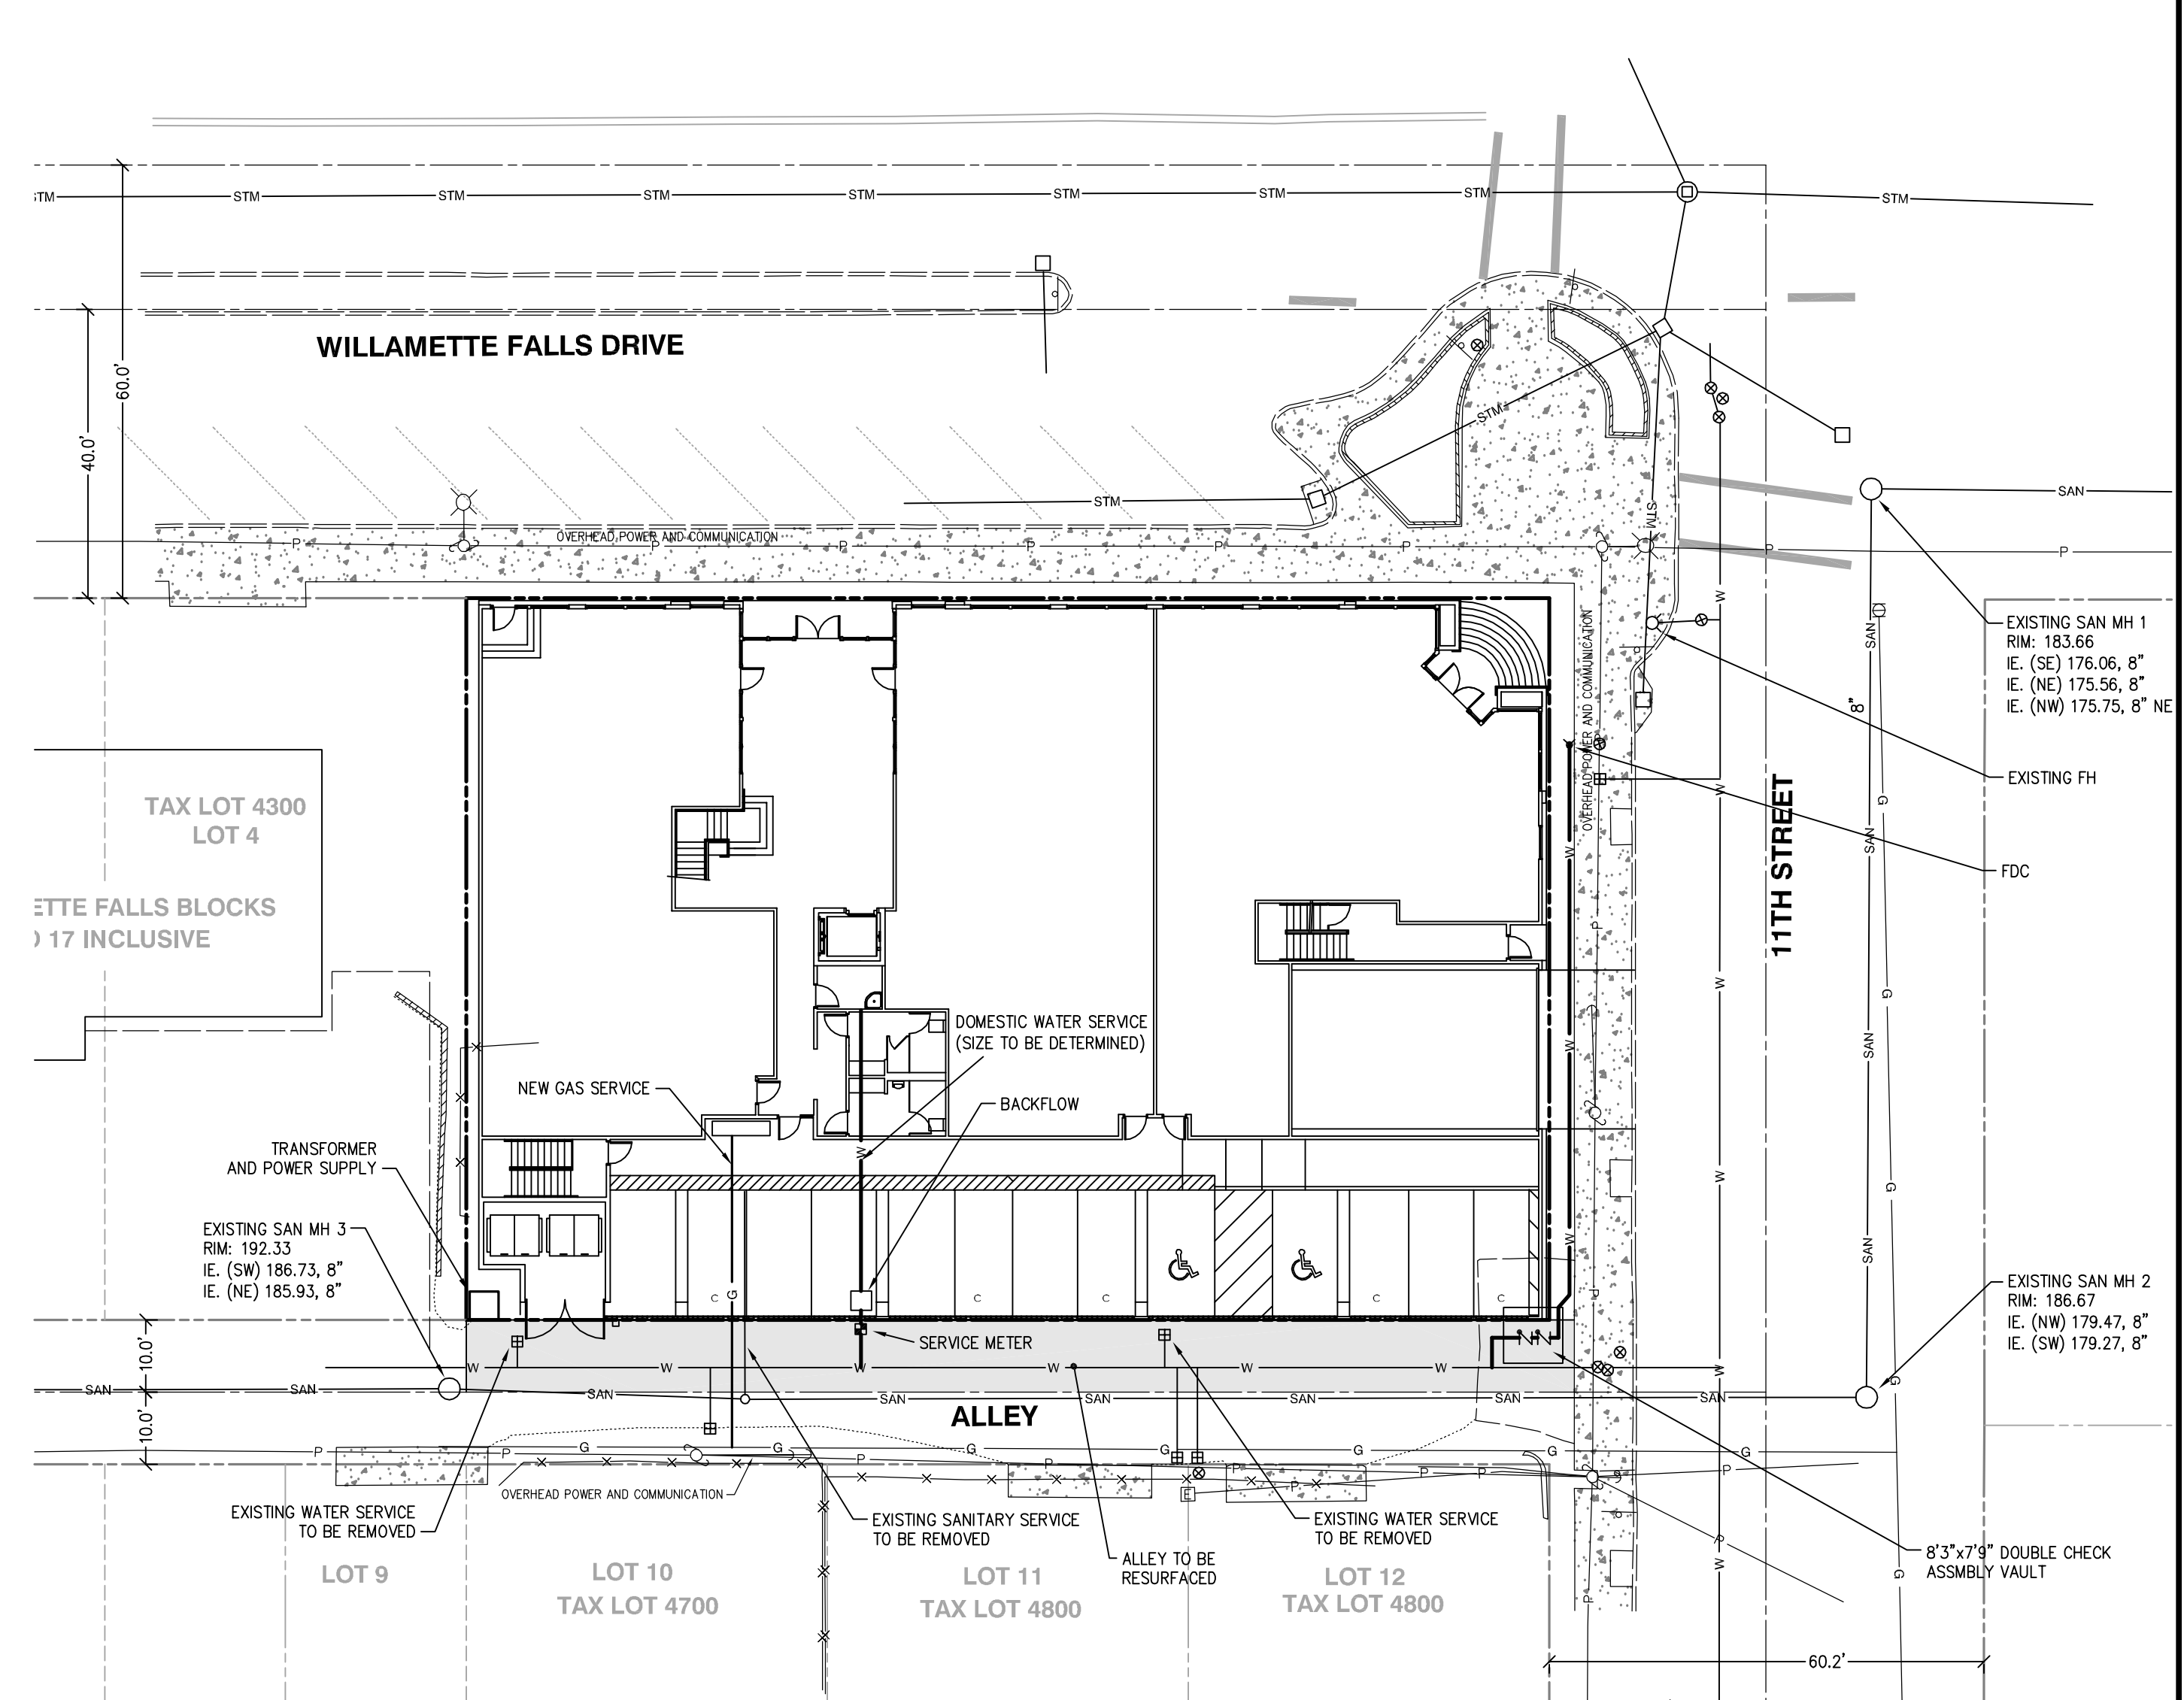 STM STM STM STM STM STM STM STM STM
WILLAMETTE FALLS DRIVE
60.0'
40.0'
STM
STM
STM
SAN
P OVERHEAD POWER AND COMMUNICATION P P P P P P P
OVERHEAD POWER AND COMMUNICATION
W
SAN
8"
EXISTING SAN MH 1
RIM: 183.66
IE. (SE) 176.06, 8"
IE. (NE) 175.56, 8"
IE. (NW) 175.75, 8" NE
EXISTING FH
FDC
11TH STREET
TAX LOT 4300
LOT 4
ETTE FALLS BLOCKS
17 INCLUSIVE
W
W
W
W
W
W
SAN
SAN
SAN
G
G
G
DOMESTIC WATER SERVICE
(SIZE TO BE DETERMINED)
NEW GAS SERVICE
BACKFLOW
TRANSFORMER
AND POWER SUPPLY
W
EXISTING SAN MH 3
RIM: 192.33
IE. (SW) 186.73, 8"
IE. (NE) 185.93, 8"
G
C C C C C
EXISTING SAN MH 2
RIM: 186.67
IE. (NW) 179.47, 8"
IE. (SW) 179.27, 8"
SERVICE METER
10.0'
10.0'
W W W W W W W
SAN SAN SAN SAN SAN SAN SAN SAN
ALLEY
G
P P G G G G G G G
P P P P P P P
E
OVERHEAD POWER AND COMMUNICATION
EXISTING WATER SERVICE
TO BE REMOVED
EXISTING SANITARY SERVICE
TO BE REMOVED
EXISTING WATER SERVICE
TO BE REMOVED
ALLEY TO BE
RESURFACED
8'3"x7'9" DOUBLE CHECK
ASSMBLY VAULT
P
W
G
P
LOT 9
LOT 10
TAX LOT 4700
LOT 11
TAX LOT 4800
LOT 12
TAX LOT 4800
60.2'